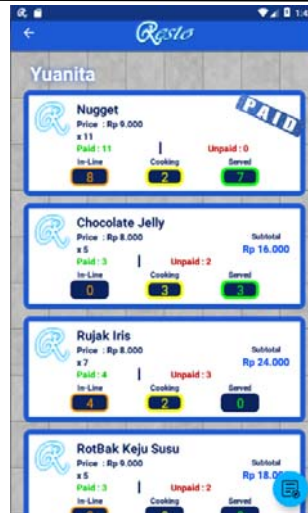 1:4
Resto
Yuanita
Nugget
PAID
Price : Rp 9.000
x 11
Paid : 11 | Unpaid : 0
In-Line Cooking Served
8 2 7
Chocolate Jelly
Price : Rp 8.000 Subtotal
x 5 Rp 16.000
Paid : 3 | Unpaid : 2
In-Line Cooking Served
0 3 3
Rujak Iris
Price : Rp 8.000 Subtotal
x 7 Rp 24.000
Paid : 4 | Unpaid : 3
In-Line Cooking Served
4 2 0
RotBak Keju Susu
Price : Rp 9.000 Subtotal
x 5 Rp 18.0
Paid : 3 | Unpaid : 2
In-Line Cooking Served